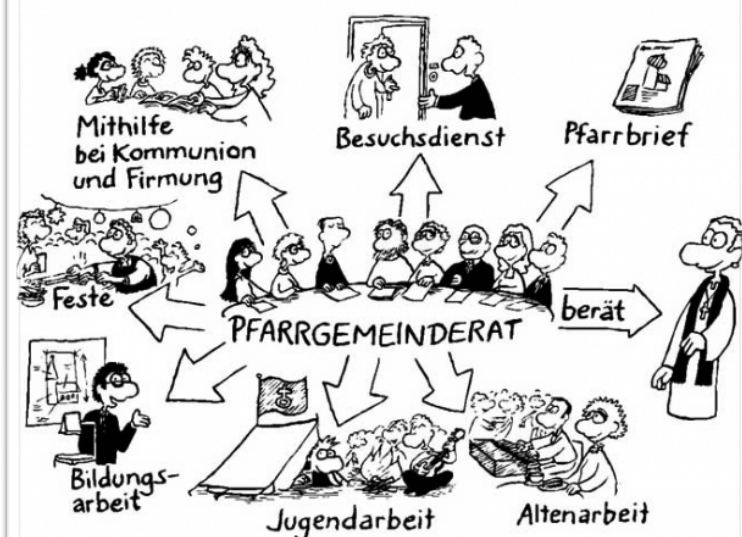 Mithilfe
bei Kommunion
und Firmung
Besuchsdienst
Pfarrbrief
Feste
PFARRGEMEINDERAT
berät
Bildungs-
arbeit
Jugendarbeit
Altenarbeit